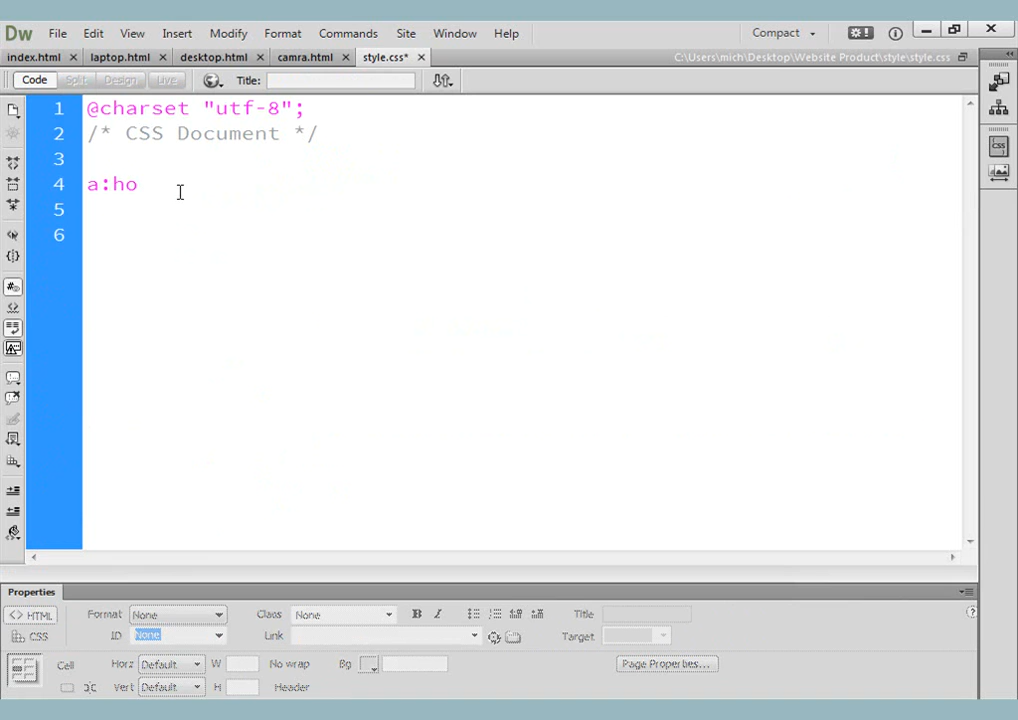 Dw File Edit View Insert Modify Format Commands Site Window Help Compact
index.html laptop.html desktop.html camra.html style.css* C:\Users\mich\Desktop\Website Product\style\style.css
Code Split Design Live Title:
1 @charset "utf-8";
2 /* CSS Document */
3
4 a:ho
5
6
Properties
<> HTML Format None Class None B I Title
CSS ID None Link Target
Cell Horz Default W No wrap Bg Page Properties...
Vert Default H Header